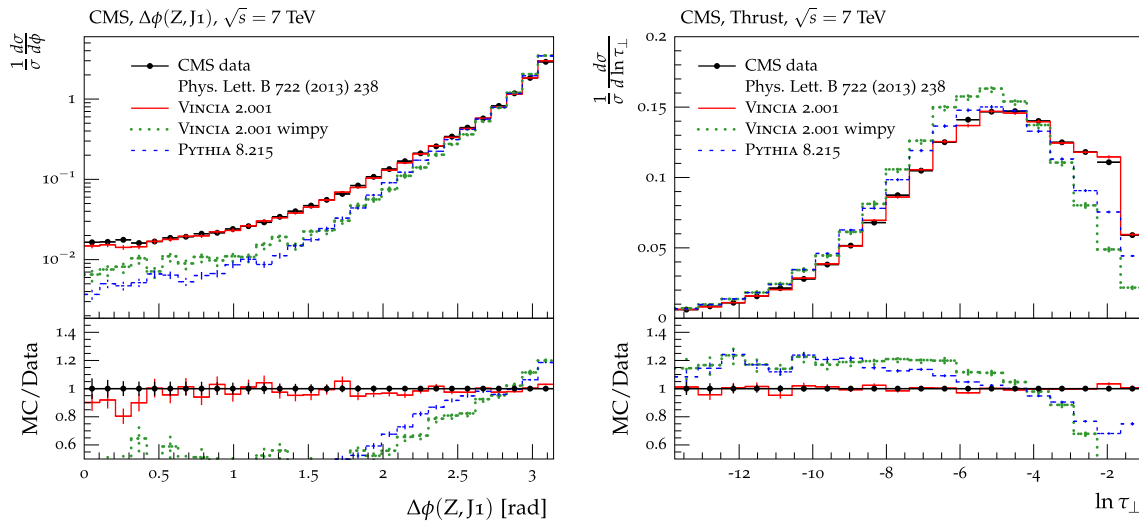 CMS, Δϕ(Z, J1), √s = 7 TeV
1/σ dσ/dϕ
CMS data
Phys. Lett. B 722 (2013) 238
VINCIA 2.001
VINCIA 2.001 wimpy
PYTHIA 8.215
1
10⁻¹
10⁻²
MC/Data
1.4
1.2
1
0.8
0.6
0 0.5 1 1.5 2 2.5 3
Δϕ(Z, J1) [rad]
CMS, Thrust, √s = 7 TeV
1/σ dσ/d ln τ⊥
CMS data
Phys. Lett. B 722 (2013) 238
VINCIA 2.001
VINCIA 2.001 wimpy
PYTHIA 8.215
0.2
0.15
0.1
0.05
0
MC/Data
1.4
1.2
1
0.8
0.6
-12 -10 -8 -6 -4 -2
ln τ⊥